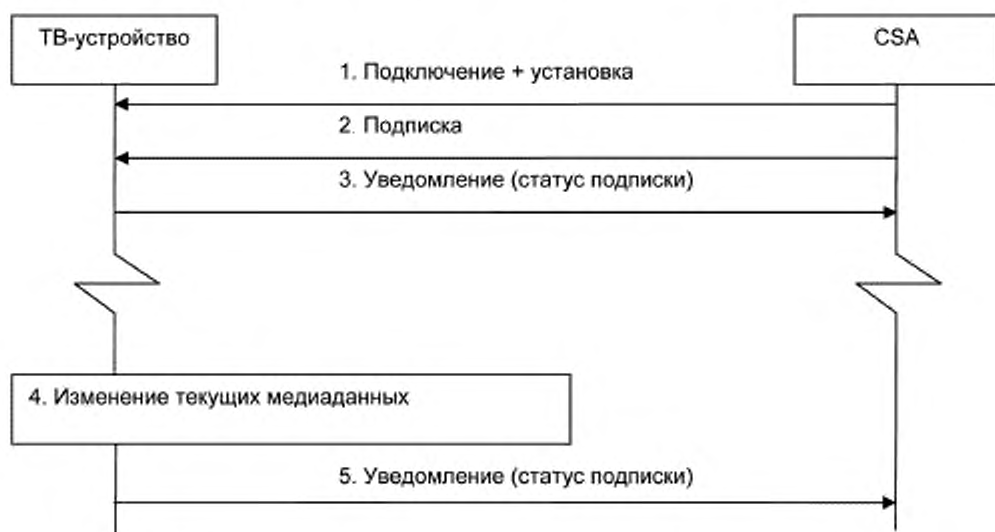 ТВ-устройство
CSA
1. Подключение + установка
2. Подписка
3. Уведомление (статус подписки)
4. Изменение текущих медиаданных
5. Уведомление (статус подписки)